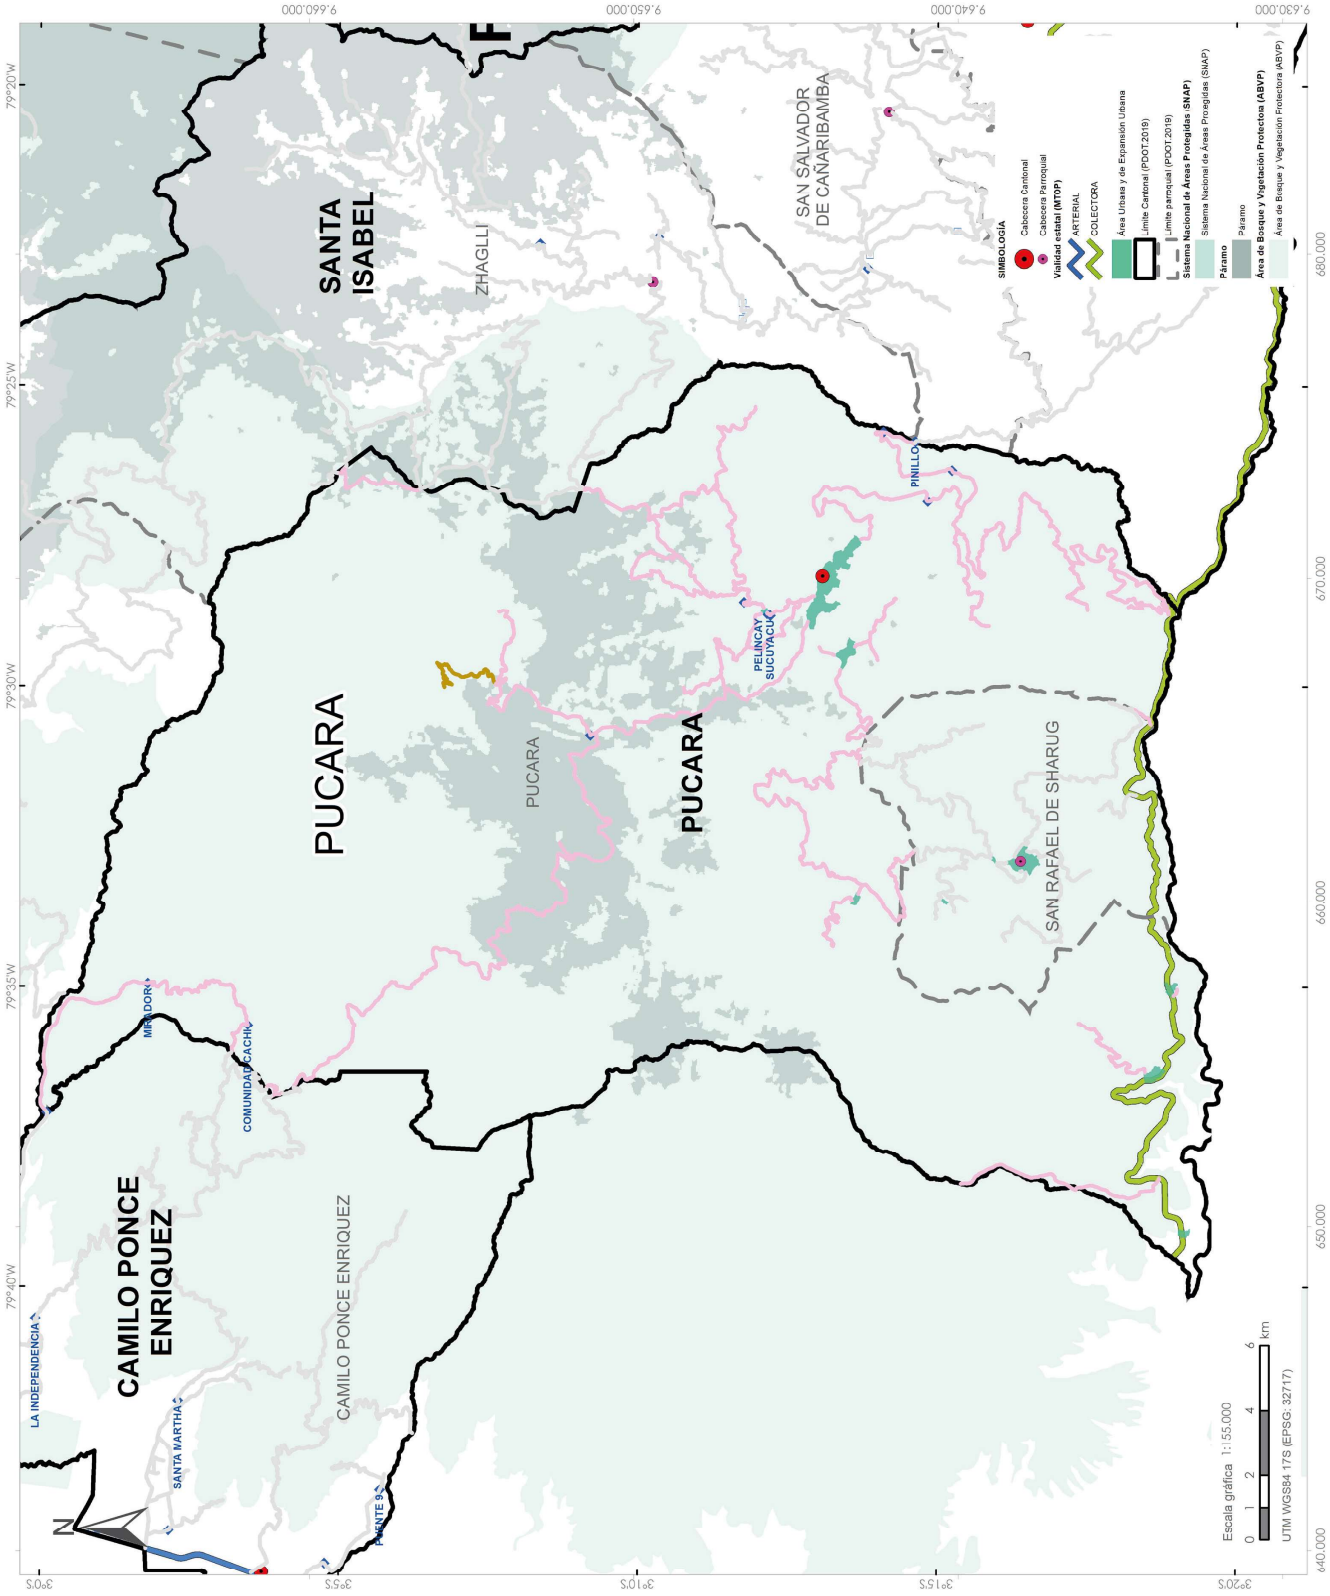 79°20'W
79°25'W
79°30'W
79°35'W
79°40'W
9.660.000
9.650.000
9.640.000
9.630.000
680.000
670.000
660.000
650.000
640.000
3°0'S
3°5'S
3°10'S
3°15'S
3°20'S
N
SANTA
ISABEL
ZHAGLLI
SAN SALVADOR
DE CAÑARIBAMBA
PUCARA
PUCARA
PUCARA
PINILLO
PELINCAY
SUCUYACU
SAN RAFAEL DE SHARUG
MIRADOR
COMUNIDAD CACHI
CAMILO PONCE
ENRIQUEZ
CAMILO PONCE ENRIQUEZ
LA INDEPENDENCIA
SANTA MARTHA
PUENTE 9
SIMBOLOGÍA
Cabecera Cantonal
Cabecera Parroquial
Vialidad estatal (MTOP)
ARTERIAL
COLECTORA
Área Urbana y de Expansión Urbana
Límite Cantonal (PDOT2019)
Límite parroquial (PDOT2019)
Sistema Nacional de Áreas Protegidas (SNAP)
Sistema Nacional de Áreas Protegidas (SNAP)
Páramo
Páramo
Área de Bosque y Vigetación Protectora (ABVP)
Área de Bosque y Vegetación Protectora (ABVP)
Escala gráfica 1:155.000
0 1 2 4 6
km
UTM WGS84 17S (EPSG: 32717)